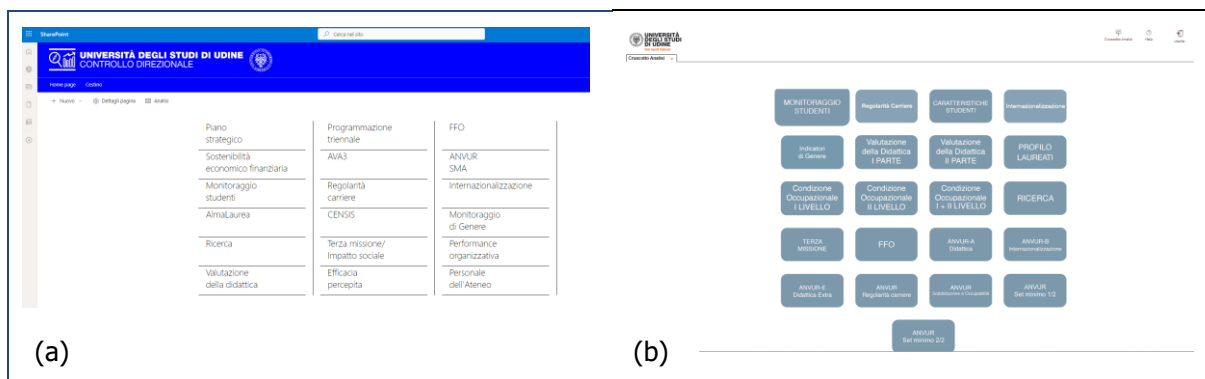 SharePoint
Cerca nel sito
UNIVERSITÀ DEGLI STUDI DI UDINE
CONTROLLO DIREZIONALE
Home page Cestino
+ Nuovo Dettagli pagina Analisi
Piano
strategico
Programmazione
triennale
FFO
Sostenibilità
economico finanziaria
AVA3
ANVUR
SMA
Monitoraggio
studenti
Regolarità
carriere
Internazionalizzazione
AlmaLaurea
CENSIS
Monitoraggio
di Genere
Ricerca
Terza missione/
Impatto sociale
Performance
organizzativa
Valutazione
della didattica
Efficacia
percepita
Personale
dell'Ateneo
(a)
UNIVERSITÀ
DEGLI STUDI
DI UDINE
Cruscotto Analisi Help
Cruscotto Analisi ×
MONITORAGGIO
STUDENTI
Regolarità Carriere
CARATTERISTICHE
STUDENTI
Internazionalizzazione
Indicatori
di Genere
Valutazione
della Didattica
I PARTE
Valutazione
della Didattica
II PARTE
PROFILO
LAUREATI
Condizione
Occupazionale
I LIVELLO
Condizione
Occupazionale
II LIVELLO
Condizione
Occupazionale
I + II LIVELLO
RICERCA
TERZA
MISSIONE
FFO
ANVUR-A
Didattica
ANVUR-B
Internazionalizzazione
ANVUR-E
Didattica Extra
ANVUR
Regolarità carriere
ANVUR
Soddisfazione e Occupabilità
ANVUR
Set minimo 1/2
ANVUR
Set minimo 2/2
(b)